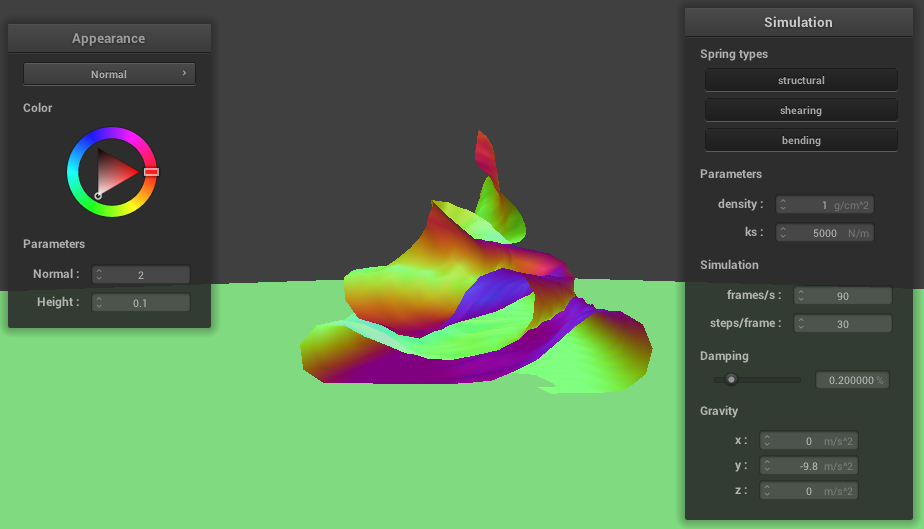 Appearance
Normal
Color
Parameters
Normal : 2
Height : 0.1
Simulation
Spring types
structural
shearing
bending
Parameters
density : 1 g/cm^2
ks : 5000 N/m
Simulation
frames/s : 90
steps/frame : 30
Damping
0.200000 %
Gravity
x : 0 m/s^2
y : -9.8 m/s^2
z : 0 m/s^2